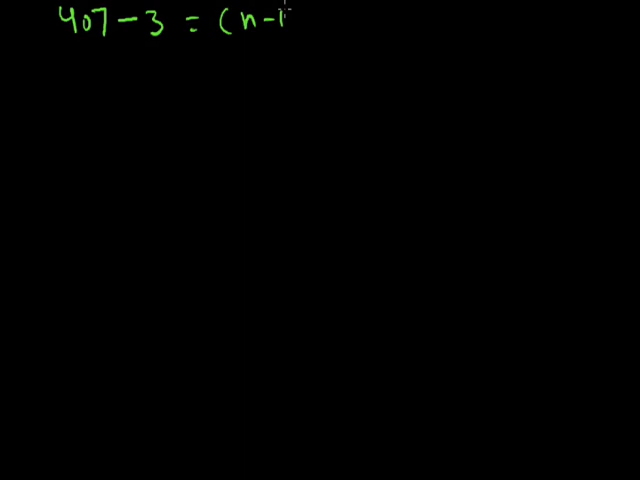 407 - 3 = (n - 1